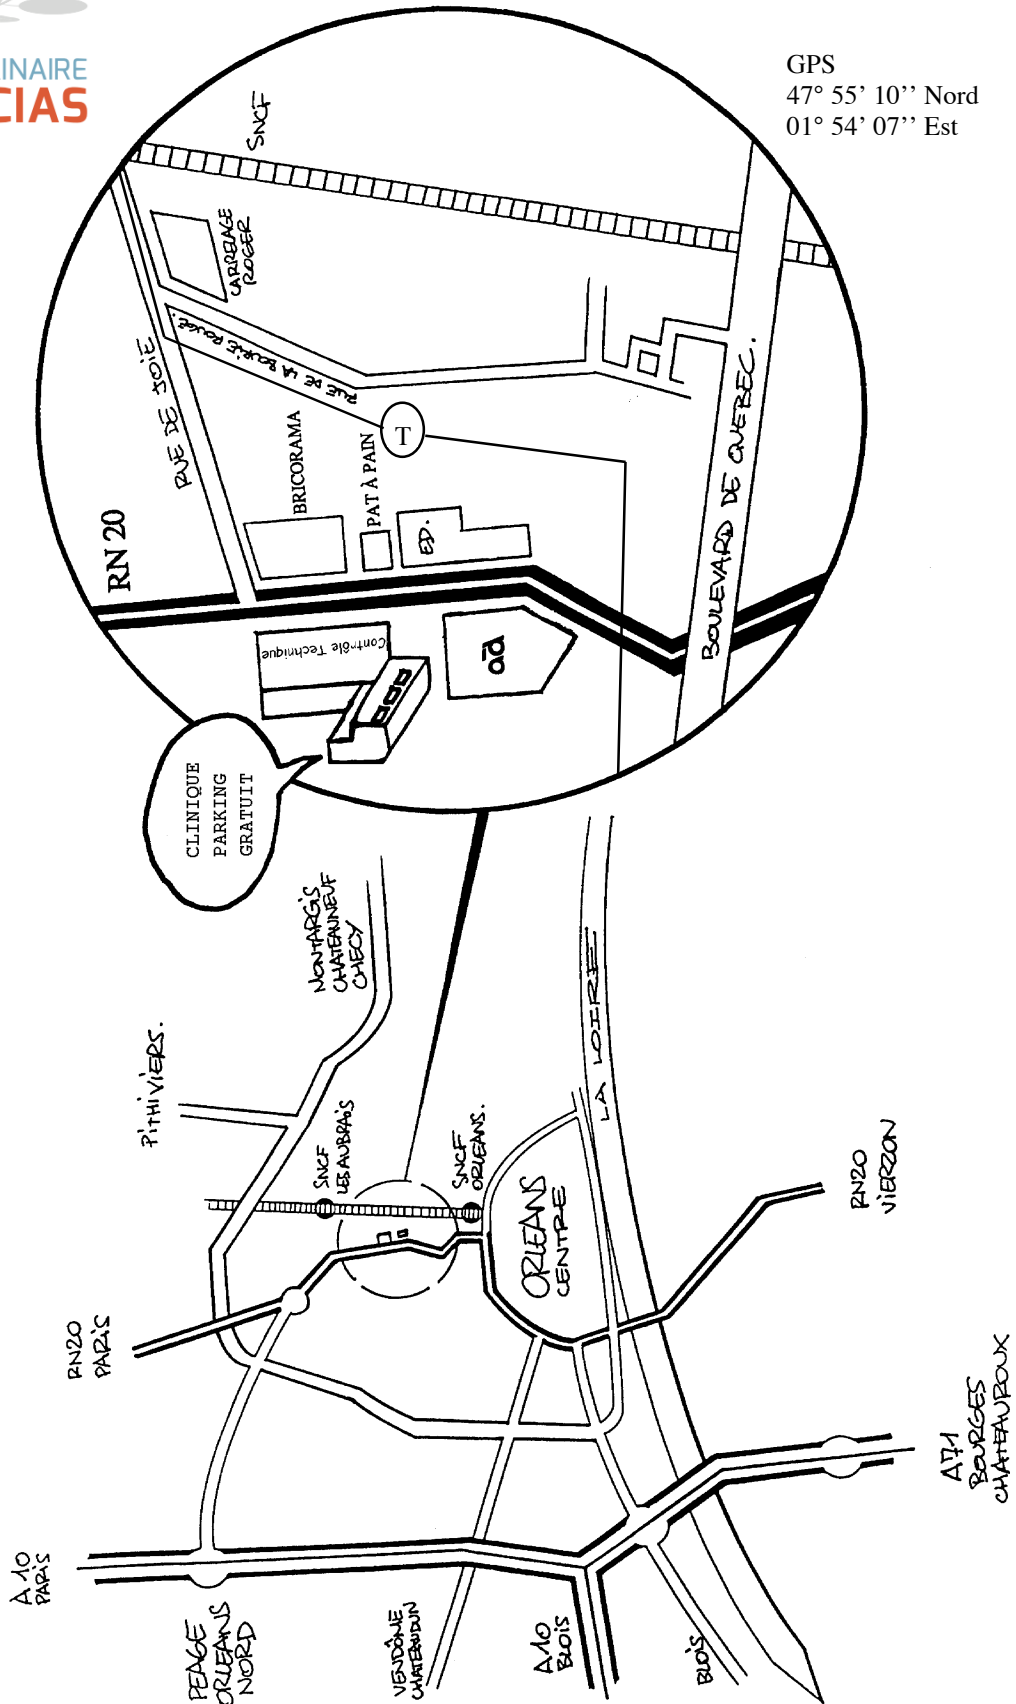 INAIRE
CIAS
GPS
47° 55’ 10’’ Nord
01° 54’ 07’’ Est
SNCF
CARRELAGE
ROGER
RUE DE LA BOURIE ROUGE.
RUE DE JOIE
RN 20
BRICORAMA
PAT À PAIN
T
ED.
BOULEVARD DE QUEBEC.
Contrôle Technique
ad
CLINIQUE
PARKING
GRATUIT
MONTARGIS
CHATEAUNEUF
CHECY
PITHIVIERS.
SNCF
LES AUBRAIS
SNCF
ORLEANS.
LA LOIRE
ORLEANS
CENTRE
RN20
VIERZON
RN20
PARIS
A71
BOURGES
CHATEAUROUX
A10
PARIS
PEAGE
ORLEANS
NORD
VENDÔME
CHATEAUDUN
A10
BLOIS
BLOIS